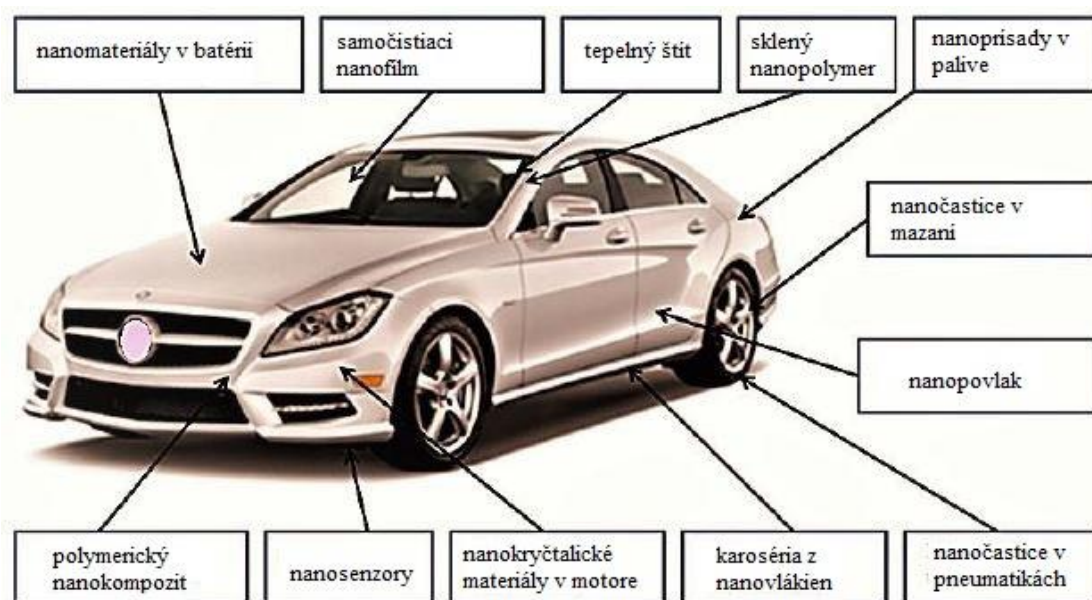 nanomateriály v batérii
samočistiaci
nanofilm
tepelný štít
sklený
nanopolymer
nanoprisady v
palive
nanočastice v
mazaní
nanopovlak
polymerický
nanokompozit
nanosenzory
nanokryčtalické
materiály v motore
karoséria z
nanovlákien
nanočastice v
pneumatikách